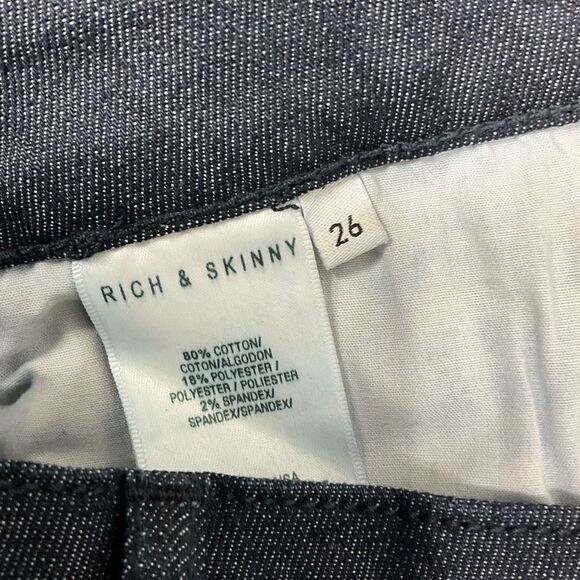 RICH & SKINNY
26
80% COTTON/
COTON/ALGODON
18% POLYESTER/
POLYESTER / POLIESTER
2% SPANDEX/
SPANDEX/SPANDEX/